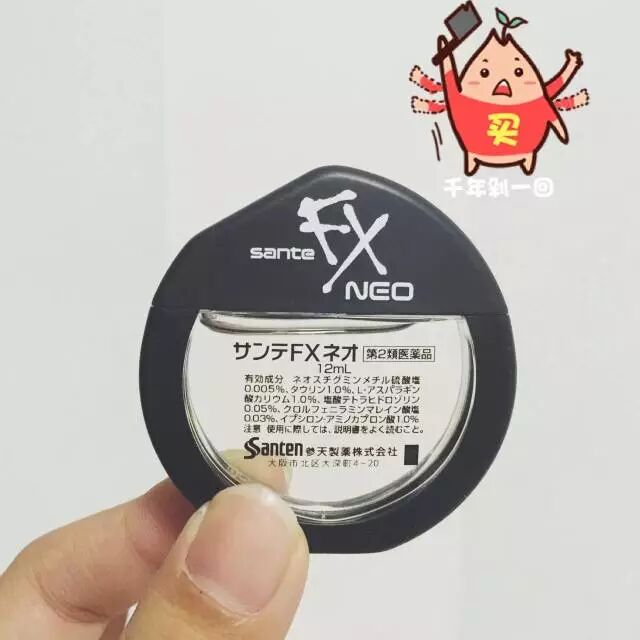 买
千年剁一回
sante FX NEO
サンテFXネオ 第2類医薬品
12mL
有効成分 ネオスチグミンメチル硫酸塩
0.005%、タウリン1.0%、L-アスパラギン
酸カリウム1.0%、塩酸テトラヒドロゾリン
0.05%、クロルフェニラミンマレイン酸塩
0.03%、イプシロン-アミノカプロン酸1.0%
注意 使用に際しては、説明書をよく読むこと。
Santen 参天製薬株式会社
大阪市北区大深町4-20